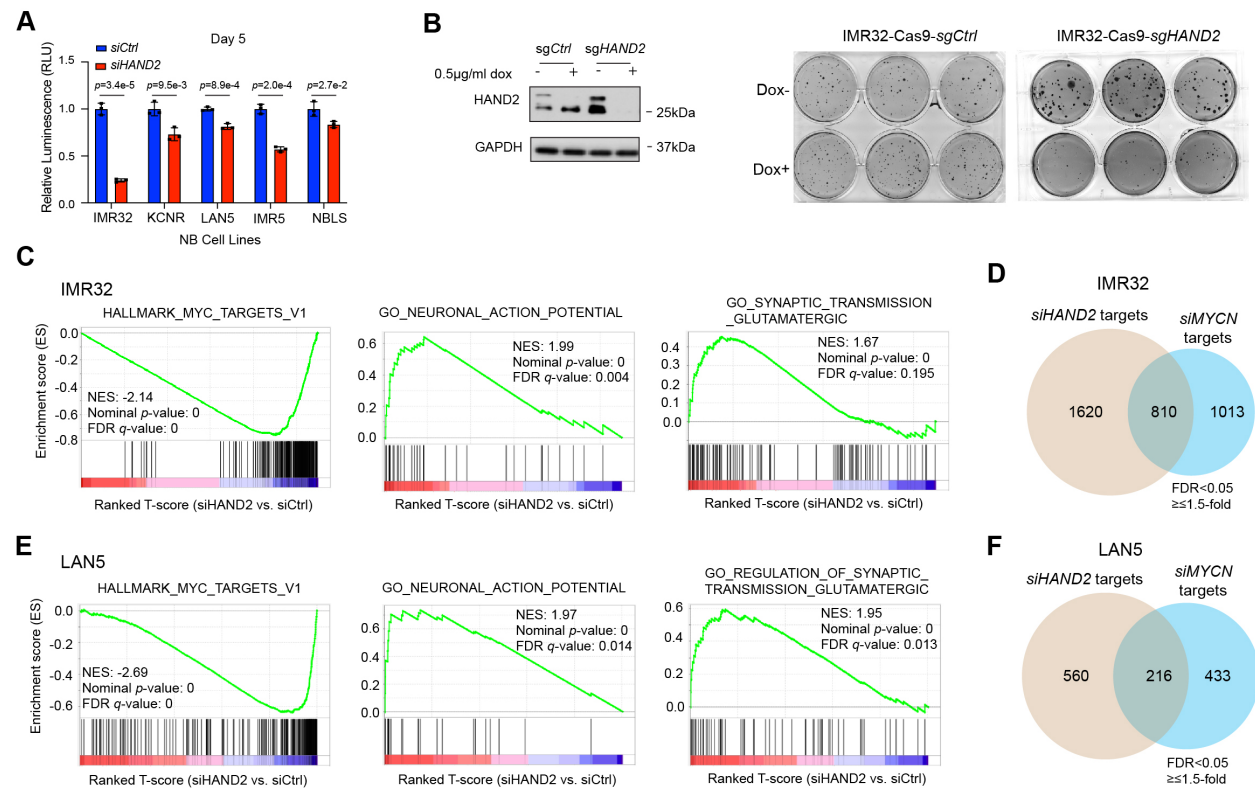 A
siCtrl
siHAND2
Day 5
Relative Luminescence (RLU)
1.5
1.0
0.5
0.0
p=3.4e-5
p=9.5e-3
p=8.9e-4
p=2.0e-4
p=2.7e-2
IMR32
KCNR
LAN5
IMR5
NBLS
NB Cell Lines
B
sgCtrl
sgHAND2
0.5µg/ml dox
-
+
-
+
HAND2
- 25kDa
GAPDH
- 37kDa
IMR32-Cas9-sgCtrl
IMR32-Cas9-sgHAND2
Dox-
Dox+
C
IMR32
HALLMARK_MYC_TARGETS_V1
Enrichment score (ES)
0.0
-0.2
-0.4
-0.6
-0.8
NES: -2.14
Nominal p-value: 0
FDR q-value: 0
Ranked T-score (siHAND2 vs. siCtrl)
GO_NEURONAL_ACTION_POTENTIAL
0.6
0.4
0.2
0.0
NES: 1.99
Nominal p-value: 0
FDR q-value: 0.004
Ranked T-score (siHAND2 vs. siCtrl)
GO_SYNAPTIC_TRANSMISSION
_GLUTAMATERGIC
0.4
0.3
0.2
0.1
0.0
NES: 1.67
Nominal p-value: 0
FDR q-value: 0.195
Ranked T-score (siHAND2 vs. siCtrl)
D
IMR32
siHAND2 targets
siMYCN
targets
1620
810
1013
FDR<0.05
≥≤1.5-fold
E
LAN5
HALLMARK_MYC_TARGETS_V1
Enrichment score (ES)
0.0
-0.2
-0.4
-0.6
NES: -2.69
Nominal p-value: 0
FDR q-value: 0
Ranked T-score (siHAND2 vs. siCtrl)
GO_NEURONAL_ACTION_POTENTIAL
0.6
0.4
0.2
0.0
NES: 1.97
Nominal p-value: 0
FDR q-value: 0.014
Ranked T-score (siHAND2 vs. siCtrl)
GO_REGULATION_OF_SYNAPTIC_
TRANSMISSION_GLUTAMATERGIC
0.6
0.4
0.2
0.0
NES: 1.95
Nominal p-value: 0
FDR q-value: 0.013
Ranked T-score (siHAND2 vs. siCtrl)
F
LAN5
siHAND2 targets
siMYCN
targets
560
216
433
FDR<0.05
≥≤1.5-fold